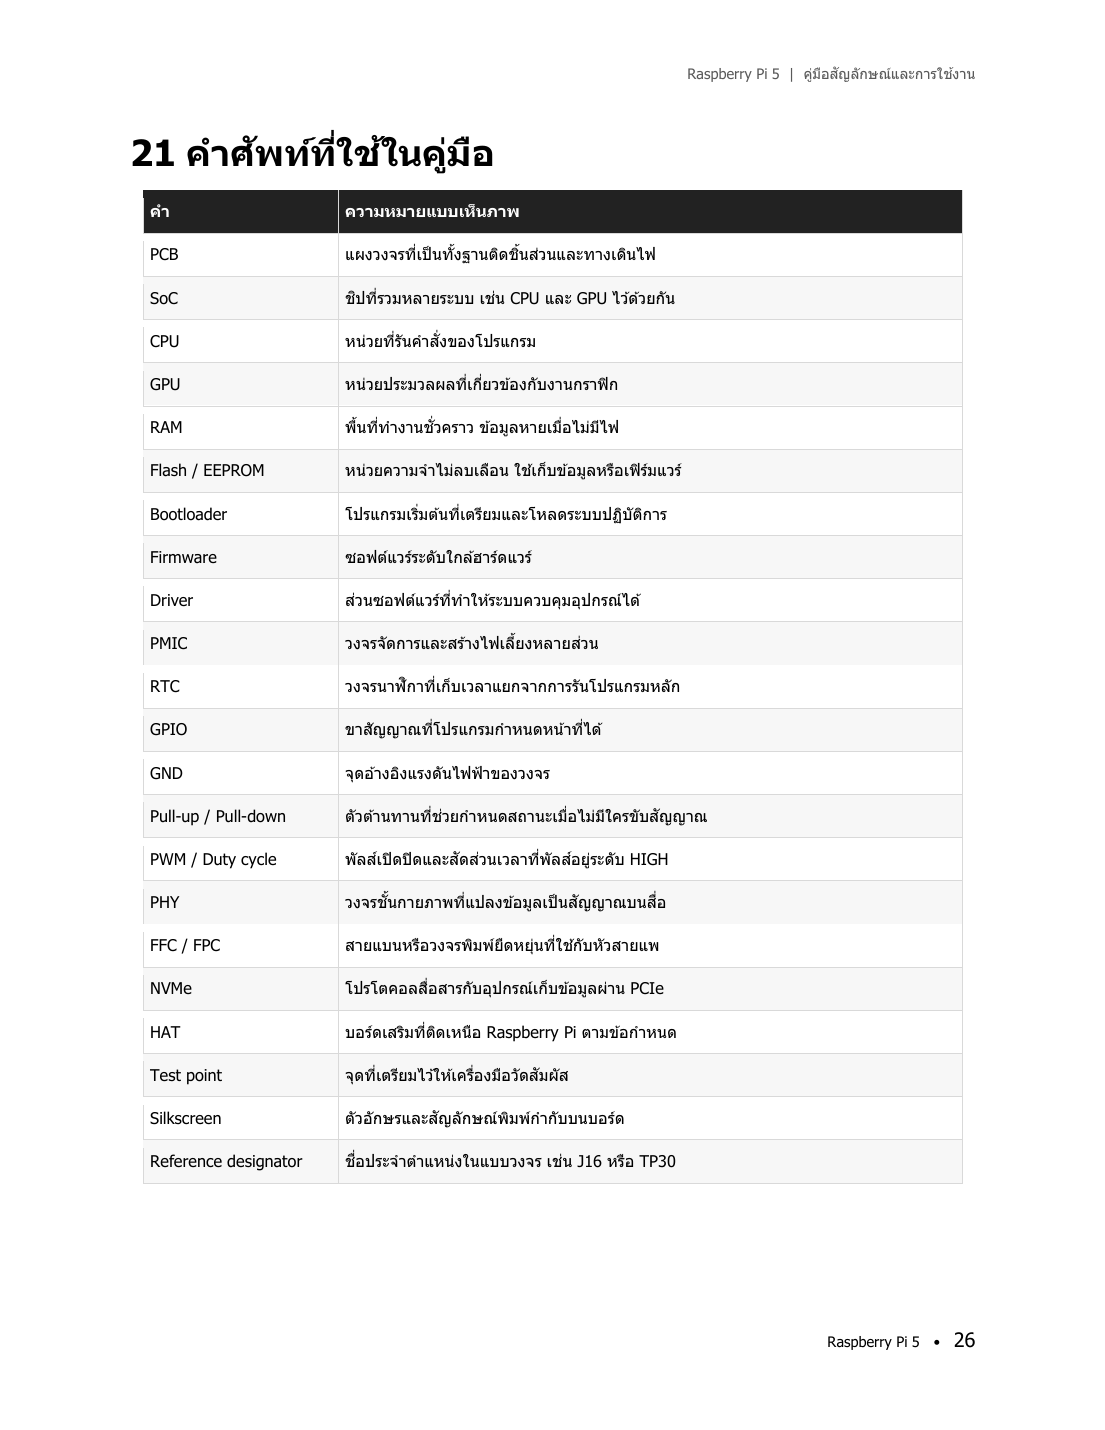 Raspberry Pi 5 | คู่มือสัญลักษณ์และการใช้งาน
21 คำศัพท์ที่ใช้ในคู่มือ
คำ ความหมายแบบเห็นภาพ
PCB แผงวงจรที่เป็นทั้งฐานติดชิ้นส่วนและทางเดินไฟ
SoC ชิปที่รวมหลายระบบ เช่น CPU และ GPU ไว้ด้วยกัน
CPU หน่วยที่รันคำสั่งของโปรแกรม
GPU หน่วยประมวลผลที่เกี่ยวข้องกับงานกราฟิก
RAM พื้นที่ทำงานชั่วคราว ข้อมูลหายเมื่อไม่มีไฟ
Flash / EEPROM หน่วยความจำไม่ลบเลือน ใช้เก็บข้อมูลหรือเฟิร์มแวร์
Bootloader โปรแกรมเริ่มต้นที่เตรียมและโหลดระบบปฏิบัติการ
Firmware ซอฟต์แวร์ระดับใกล้ฮาร์ดแวร์
Driver ส่วนซอฟต์แวร์ที่ทำให้ระบบควบคุมอุปกรณ์ได้
PMIC วงจรจัดการและสร้างไฟเลี้ยงหลายส่วน
RTC วงจรนาฬิกาที่เก็บเวลาแยกจากการรันโปรแกรมหลัก
GPIO ขาสัญญาณที่โปรแกรมกำหนดหน้าที่ได้
GND จุดอ้างอิงแรงดันไฟฟ้าของวงจร
Pull-up / Pull-down ตัวต้านทานที่ช่วยกำหนดสถานะเมื่อไม่มีใครขับสัญญาณ
PWM / Duty cycle พัลส์เปิดปิดและสัดส่วนเวลาที่พัลส์อยู่ระดับ HIGH
PHY วงจรชั้นกายภาพที่แปลงข้อมูลเป็นสัญญาณบนสื่อ
FFC / FPC สายแบนหรือวงจรพิมพ์ยืดหยุ่นที่ใช้กับหัวสายแพ
NVMe โปรโตคอลสื่อสารกับอุปกรณ์เก็บข้อมูลผ่าน PCIe
HAT บอร์ดเสริมที่ติดเหนือ Raspberry Pi ตามข้อกำหนด
Test point จุดที่เตรียมไว้ให้เครื่องมือวัดสัมผัส
Silkscreen ตัวอักษรและสัญลักษณ์พิมพ์กำกับบนบอร์ด
Reference designator ชื่อประจำตำแหน่งในแบบวงจร เช่น J16 หรือ TP30
Raspberry Pi 5 • 26